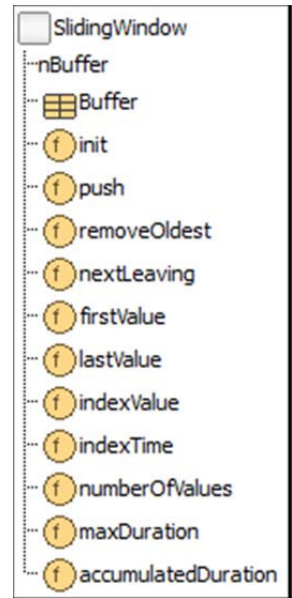 SlidingWindow
nBuffer
Buffer
f init
f push
f removeOldest
f nextLeaving
f firstValue
f lastValue
f indexValue
f indexTime
f numberOfValues
f maxDuration
f accumulatedDuration